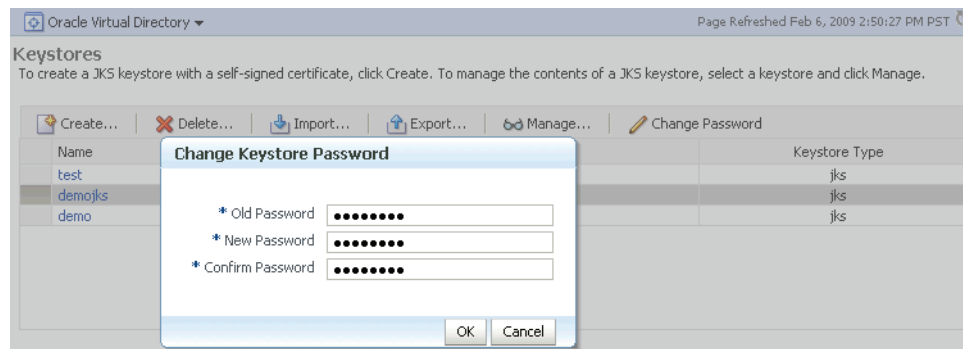 Oracle Virtual Directory
Page Refreshed Feb 6, 2009 2:50:27 PM PST
Keystores
To create a JKS keystore with a self-signed certificate, click Create. To manage the contents of a JKS keystore, select a keystore and click Manage.
Create... Delete... Import... Export... Manage... Change Password
Name Keystore Type
test jks
demojks jks
demo jks
Change Keystore Password
* Old Password ●●●●●●●●
* New Password ●●●●●●●●
* Confirm Password ●●●●●●●●
OK Cancel